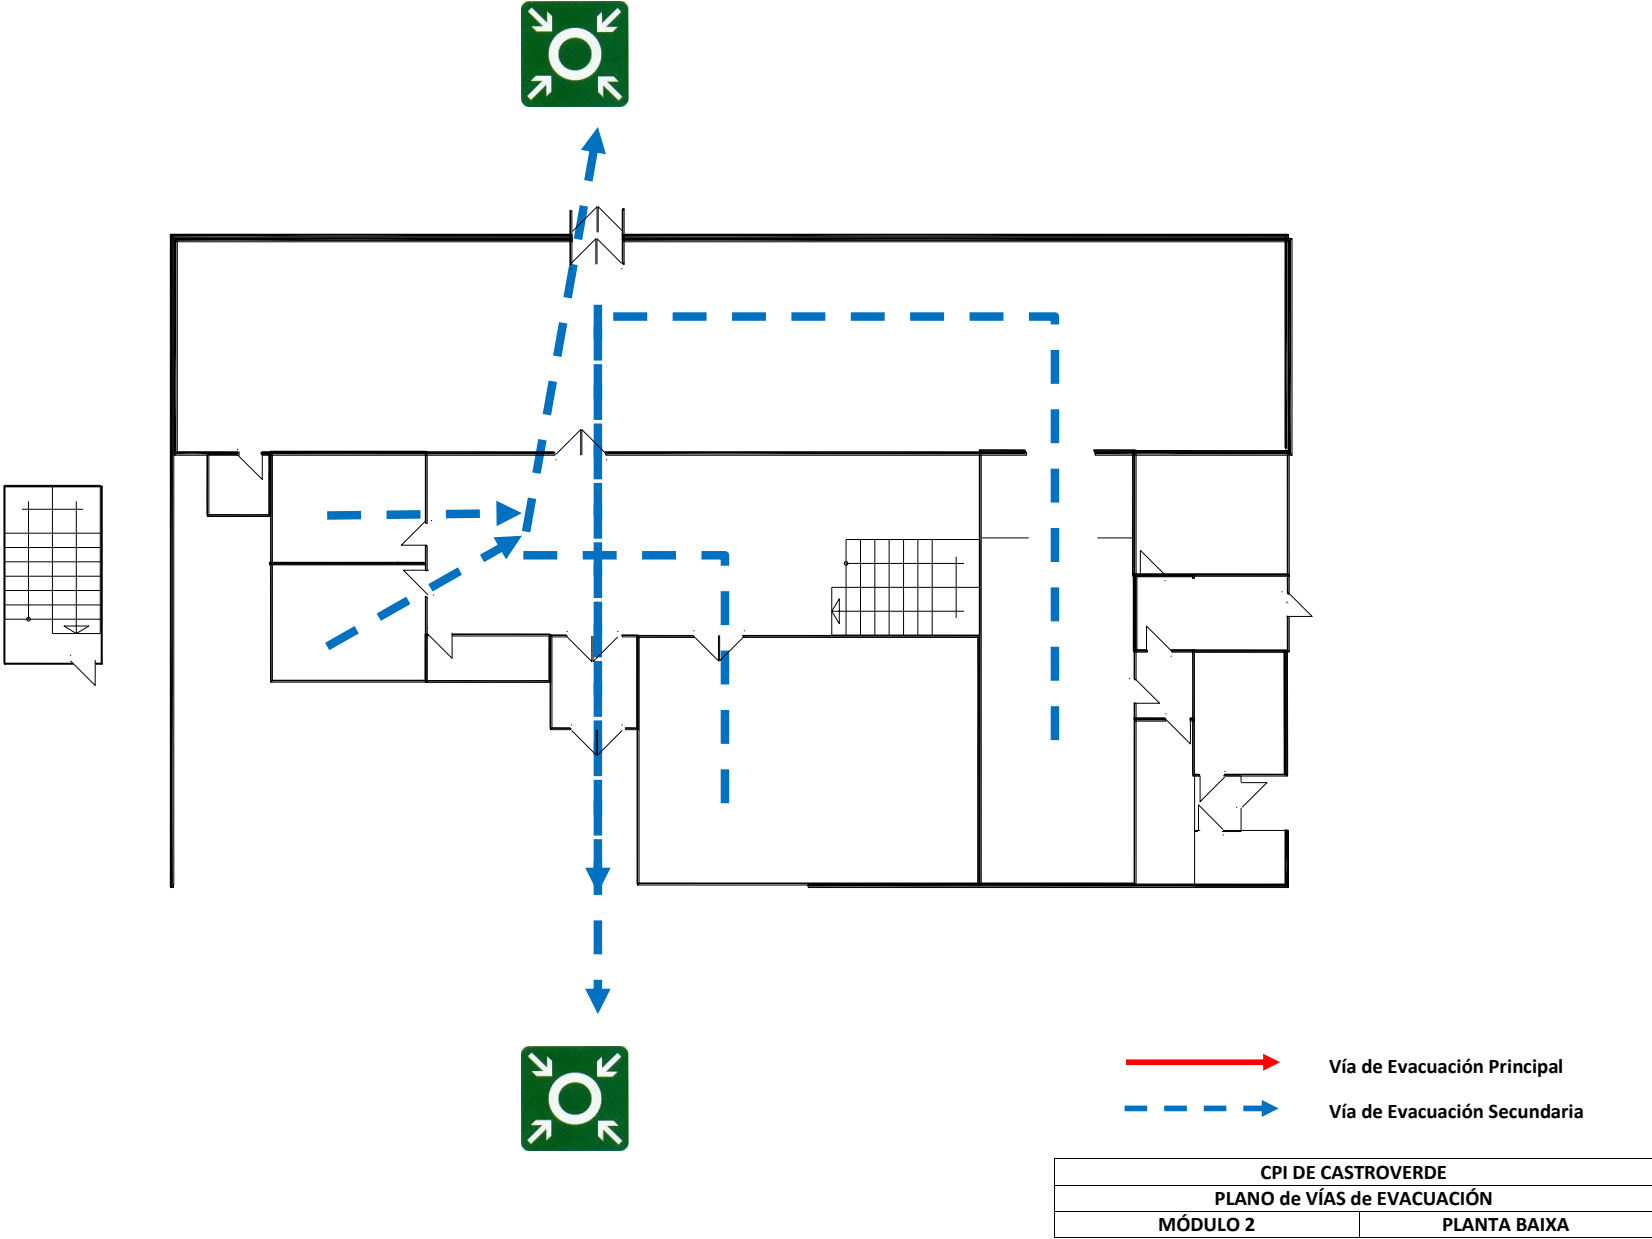 Vía de Evacuación Principal
Vía de Evacuación Secundaria
CPI DE CASTROVERDE
PLANO de VÍAS de EVACUACIÓN
MÓDULO 2 PLANTA BAIXA